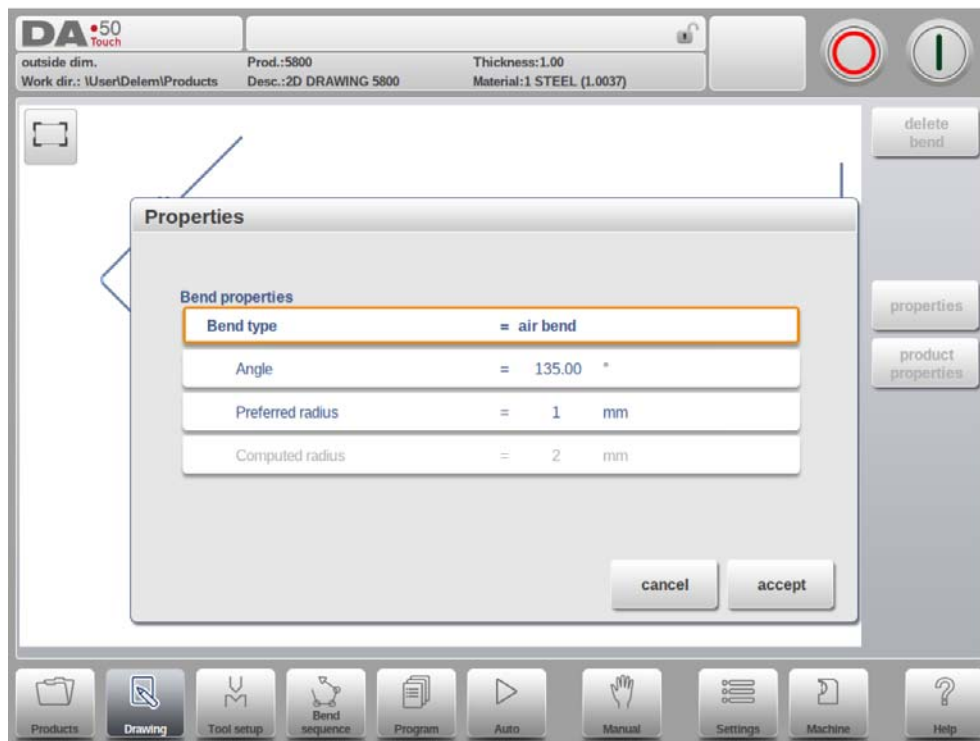 DA•50
Touch
outside dim. Prod.:5800 Thickness:1.00
Work dir.: \User\Delem\Products Desc.:2D DRAWING 5800 Material:1 STEEL (1.0037)
delete
bend
Properties
Bend properties
Bend type = air bend
Angle = 135.00 °
Preferred radius = 1 mm
Computed radius = 2 mm
properties
product
properties
cancel accept
Products Drawing Tool setup Bend
sequence Program Auto Manual Settings Machine Help